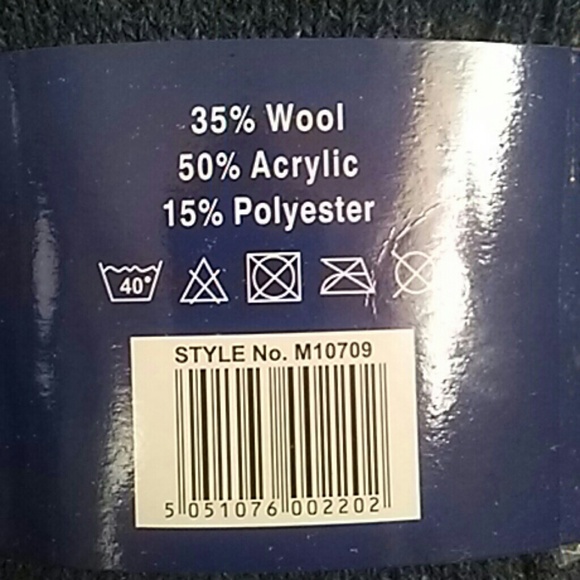 35% Wool
50% Acrylic
15% Polyester
40°
STYLE No. M10709
5 051076 002202